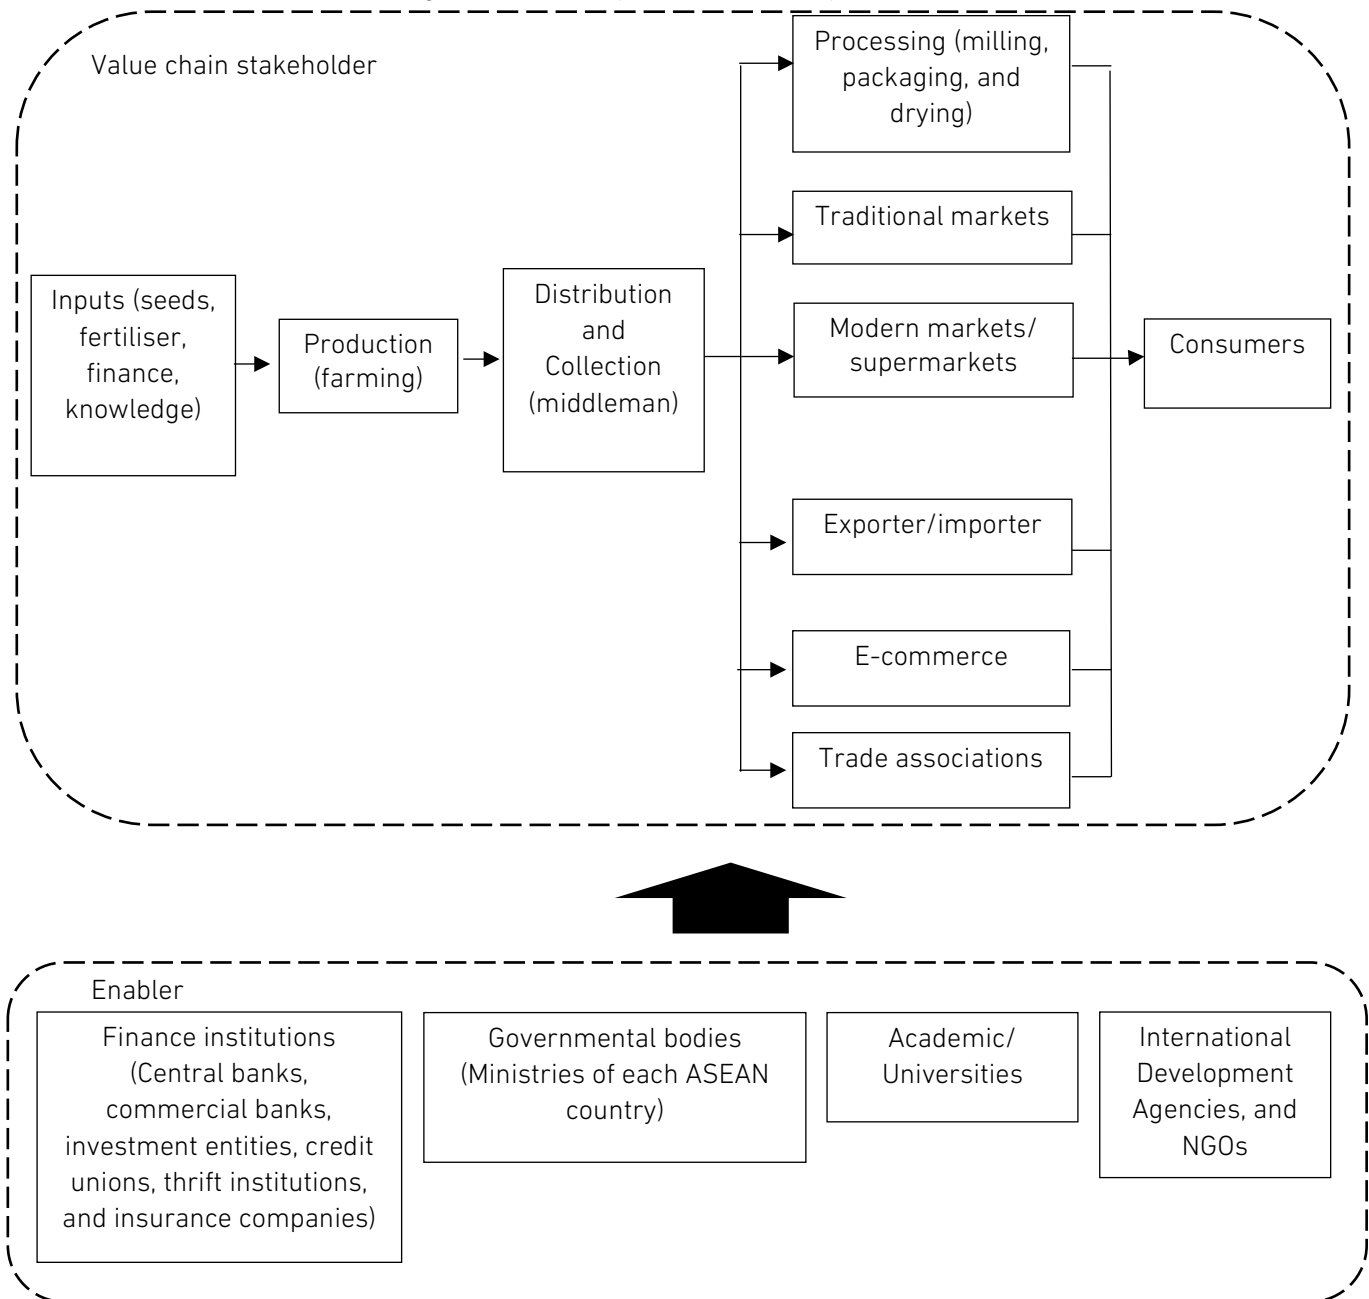 Value chain stakeholder
Processing (milling,
packaging, and
drying)
Traditional markets
Inputs (seeds,
fertiliser,
finance,
knowledge)
Production
(farming)
Distribution
and
Collection
(middleman)
Modern markets/
supermarkets
Consumers
Exporter/importer
E-commerce
Trade associations
Enabler
Finance institutions
(Central banks,
commercial banks,
investment entities, credit
unions, thrift institutions,
and insurance companies)
Governmental bodies
(Ministries of each ASEAN
country)
Academic/
Universities
International
Development
Agencies, and
NGOs